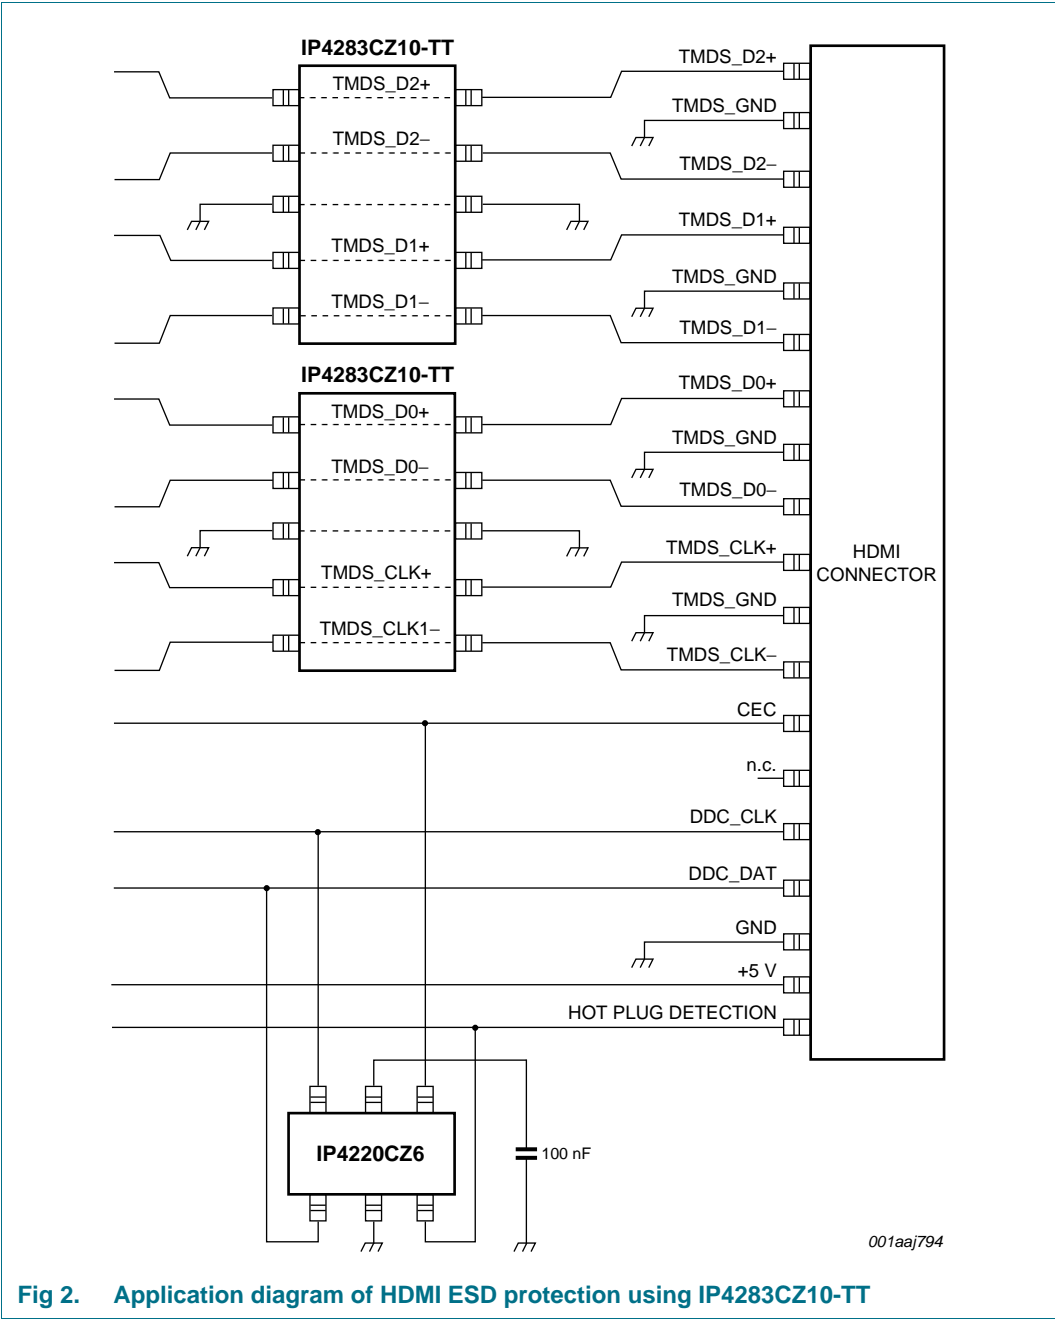 IP4283CZ10-TT
TMDS_D2+
TMDS_D2−
TMDS_D1+
TMDS_D1−
IP4283CZ10-TT
TMDS_D0+
TMDS_D0−
TMDS_CLK+
TMDS_CLK1−
TMDS_D2+
TMDS_GND
TMDS_D2−
TMDS_D1+
TMDS_GND
TMDS_D1−
TMDS_D0+
TMDS_GND
TMDS_D0−
TMDS_CLK+
TMDS_GND
TMDS_CLK−
CEC
n.c.
DDC_CLK
DDC_DAT
GND
+5 V
HOT PLUG DETECTION
HDMI
CONNECTOR
IP4220CZ6
100 nF
001aaj794
Fig 2. Application diagram of HDMI ESD protection using IP4283CZ10-TT